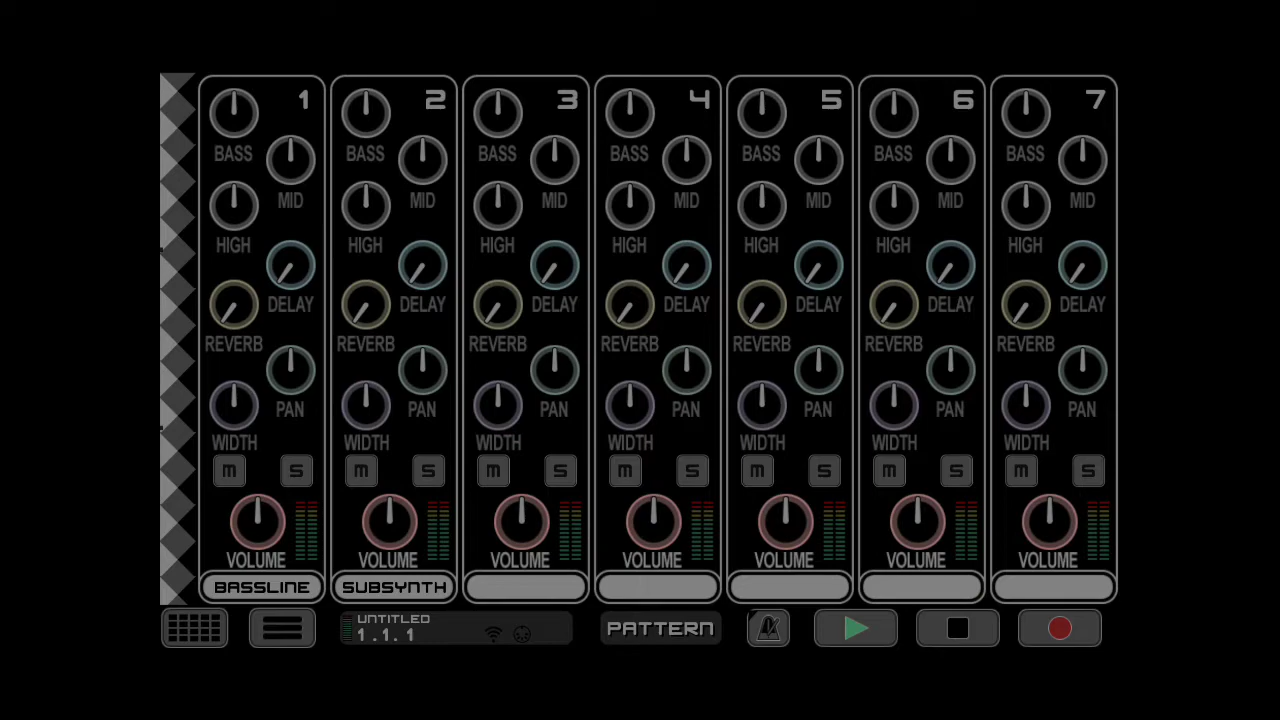 1 2 3 4 5 6 7
BASS BASS BASS BASS BASS BASS BASS
MID MID MID MID MID MID MID
HIGH HIGH HIGH HIGH HIGH HIGH HIGH
DELAY DELAY DELAY DELAY DELAY DELAY DELAY
REVERB REVERB REVERB REVERB REVERB REVERB REVERB
PAN PAN PAN PAN PAN PAN PAN
WIDTH WIDTH WIDTH WIDTH WIDTH WIDTH WIDTH
M S M S M S M S M S M S M S
VOLUME VOLUME VOLUME VOLUME VOLUME VOLUME VOLUME
BASSLINE SUBSYNTH
UNTITLED
1.1.1
PATTERN